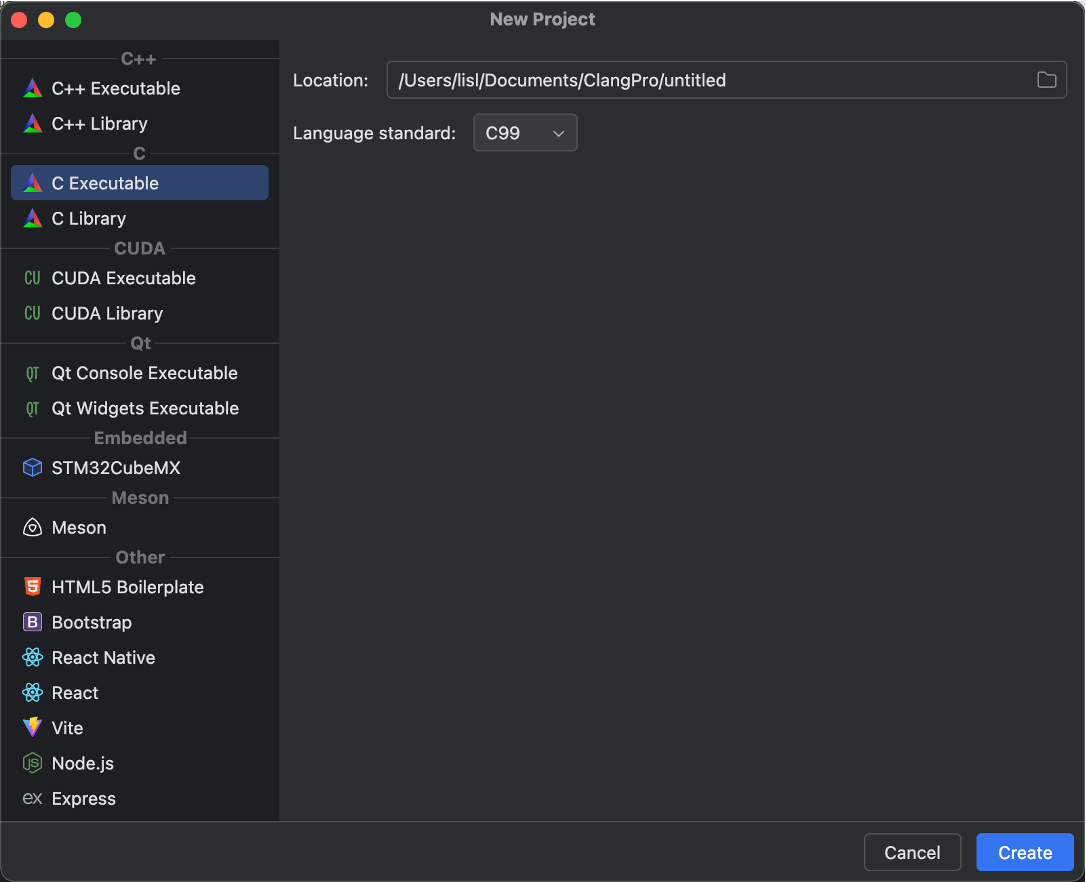 New Project
C++
C++ Executable
C++ Library
C
C Executable
C Library
CUDA
CU CUDA Executable
CU CUDA Library
Qt
QT Qt Console Executable
QT Qt Widgets Executable
Embedded
STM32CubeMX
Meson
Meson
Other
5 HTML5 Boilerplate
B Bootstrap
React Native
React
Vite
JS Node.js
ex Express
Location: /Users/lisl/Documents/ClangPro/untitled
Language standard: C99
Cancel Create